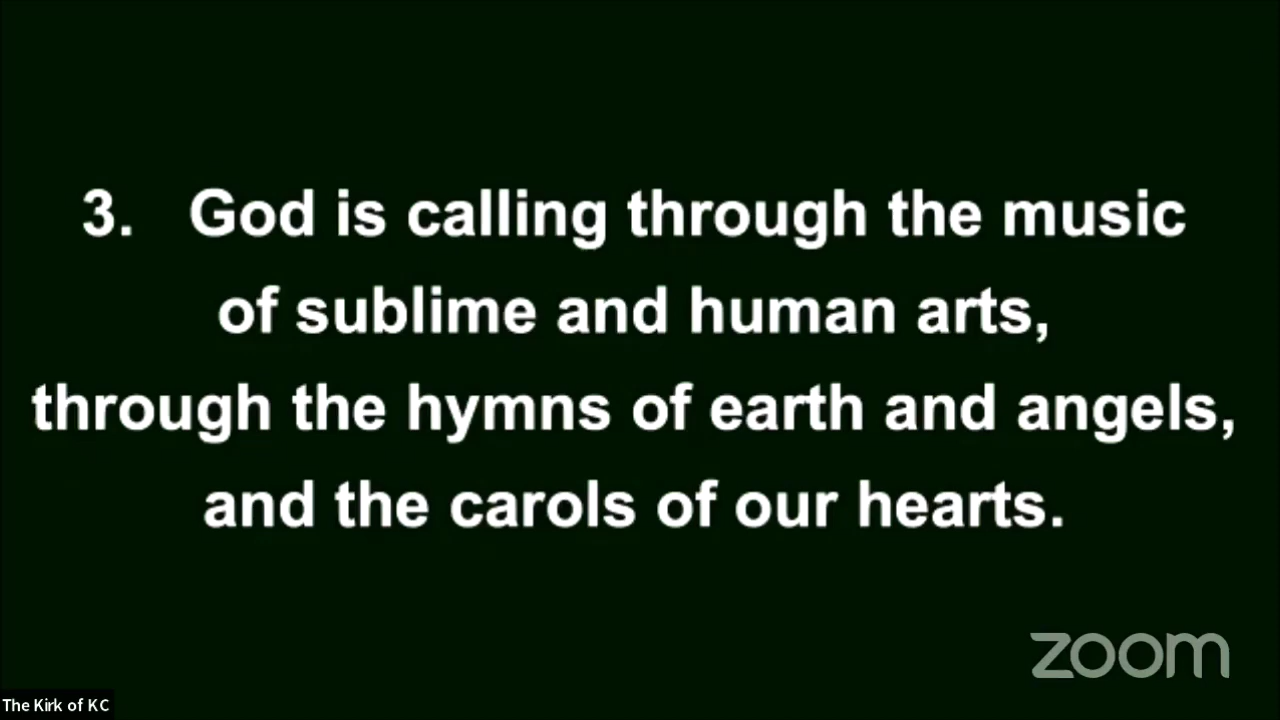 3. God is calling through the music
of sublime and human arts,
through the hymns of earth and angels,
and the carols of our hearts.
zoom
The Kirk of KC